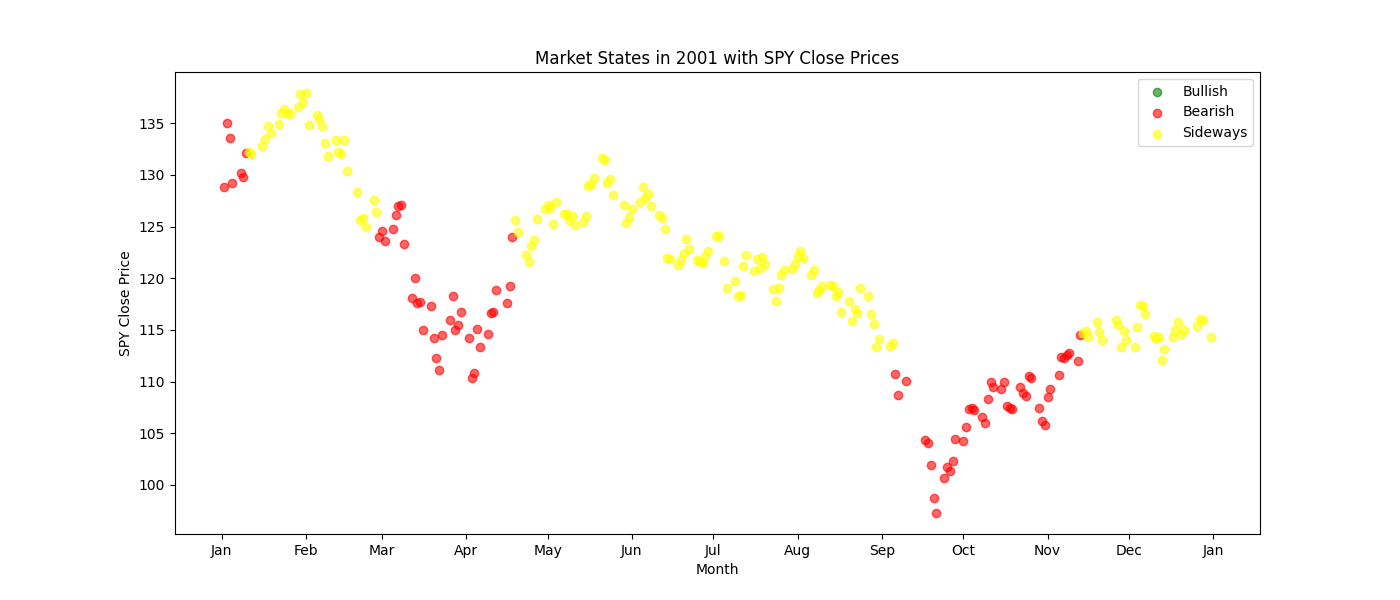 Market States in 2001 with SPY Close Prices
Bullish
Bearish
Sideways
SPY Close Price
135
130
125
120
115
110
105
100
Jan Feb Mar Apr May Jun Jul Aug Sep Oct Nov Dec Jan
Month